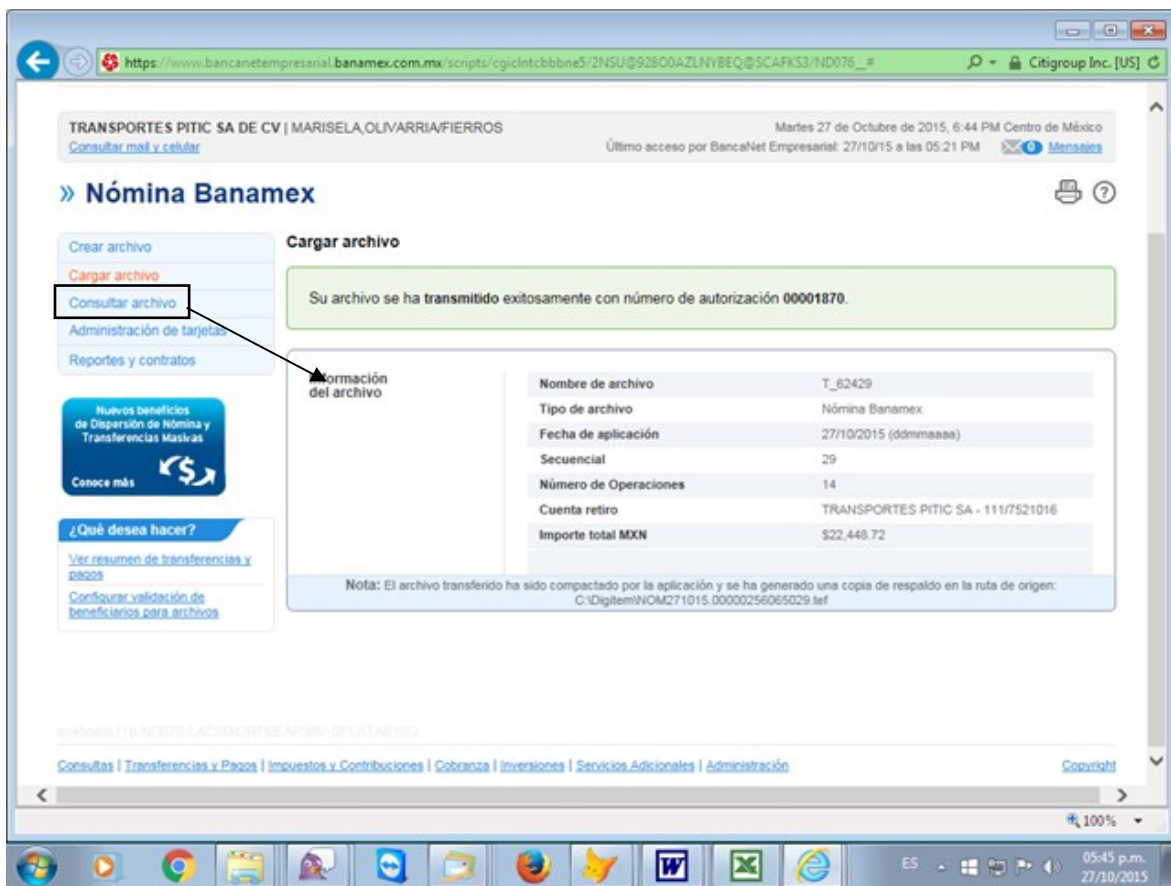 https://www.bancanetempresarial.banamex.com.mx/scripts/cgiclntcbbbne5/2NSU@928O0AZLNYBEQ@SCAFKS3/ND076__# Citigroup Inc. [US]
TRANSPORTES PITIC SA DE CV | MARISELA,OLIVARRIA/FIERROS Martes 27 de Octubre de 2015, 6:44 PM Centro de México
Consultar mail y celular Último acceso por BancaNet Empresarial: 27/10/15 a las 05:21 PM 0 Mensajes
» Nómina Banamex ?
Crear archivo
Cargar archivo
Consultar archivo
Administración de tarjetas
Reportes y contratos
Nuevos beneficios
de Dispersión de Nómina y
Transferencias Masivas
Conoce más
¿Qué desea hacer?
Ver resumen de transferencias y
pagos
Configurar validación de
beneficiarios para archivos
Cargar archivo
Su archivo se ha transmitido exitosamente con número de autorización 00001870.
Información
del archivo
Nombre de archivo T_62429
Tipo de archivo Nómina Banamex
Fecha de aplicación 27/10/2015 (ddmmaaaa)
Secuencial 29
Número de Operaciones 14
Cuenta retiro TRANSPORTES PITIC SA - 111/7521016
Importe total MXN $22,448.72
Nota: El archivo transferido ha sido compactado por la aplicación y se ha generado una copia de respaldo en la ruta de origen:
C:\Digitem\NOM271015.00000256065029.tef
Consultas | Transferencias y Pagos | Impuestos y Contribuciones | Cobranza | Inversiones | Servicios Adicionales | Administración Copyright
100%
ES 05:45 p.m.
27/10/2015